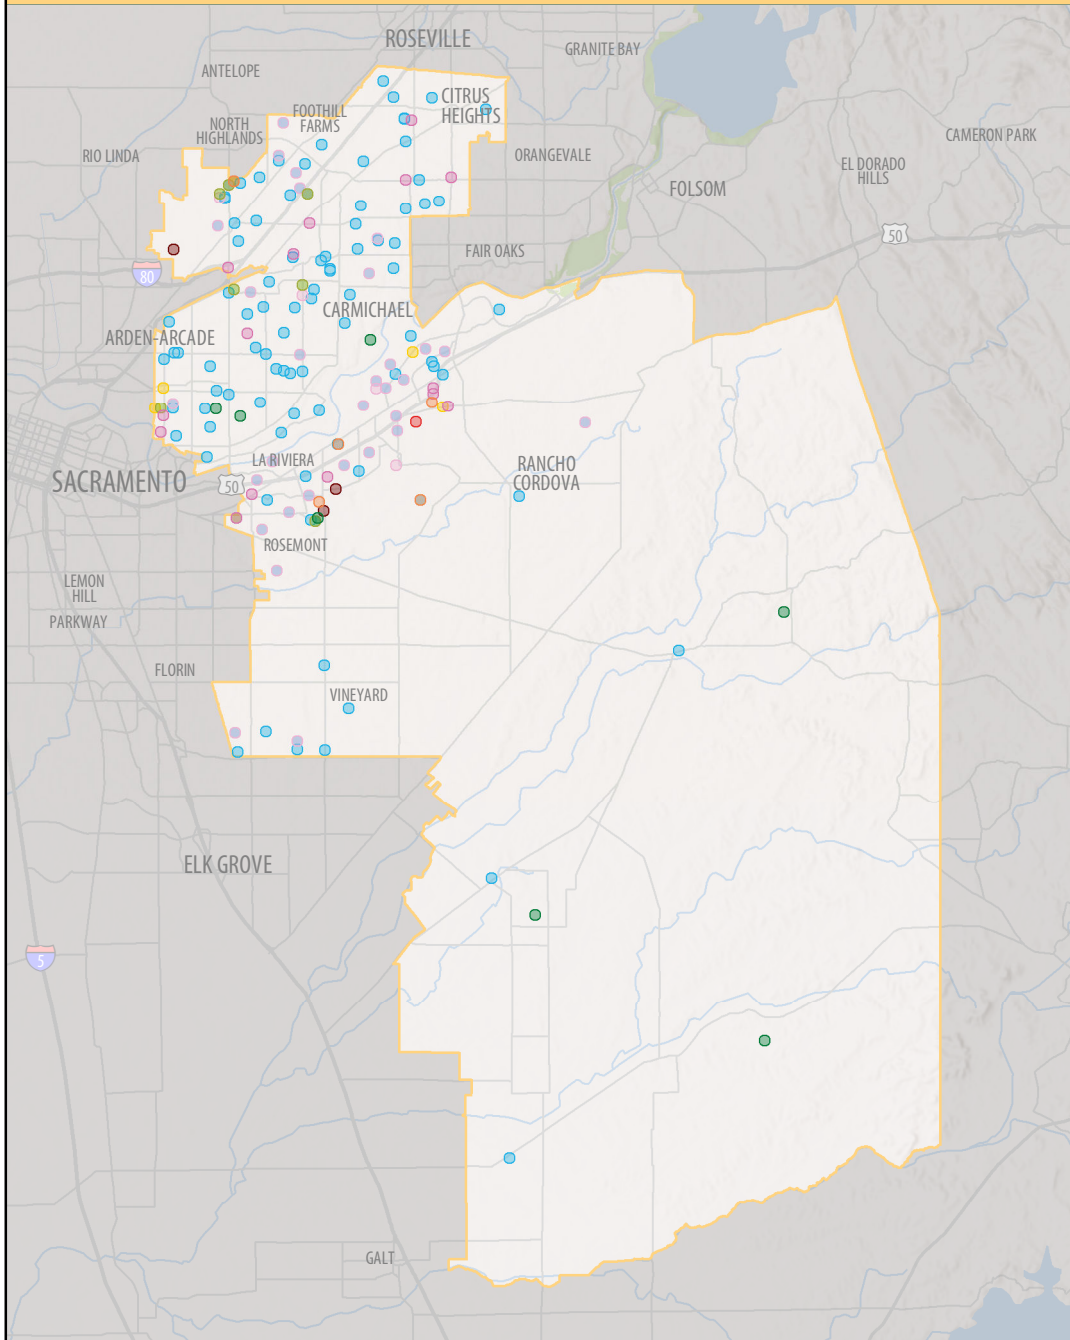 ROSEVILLE
GRANITE BAY
ANTELOPE
CITRUS
HEIGHTS
FOOTHILL
FARMS
NORTH
HIGHLANDS
CAMERON PARK
RIO LINDA
ORANGEVALE
EL DORADO
HILLS
FOLSOM
50
FAIR OAKS
80
CARMICHAEL
ARDEN-ARCADE
LA RIVIERA
RANCHO
CORDOVA
SACRAMENTO
50
ROSEMONT
LEMON
HILL
PARKWAY
FLORIN
VINEYARD
ELK GROVE
5
GALT